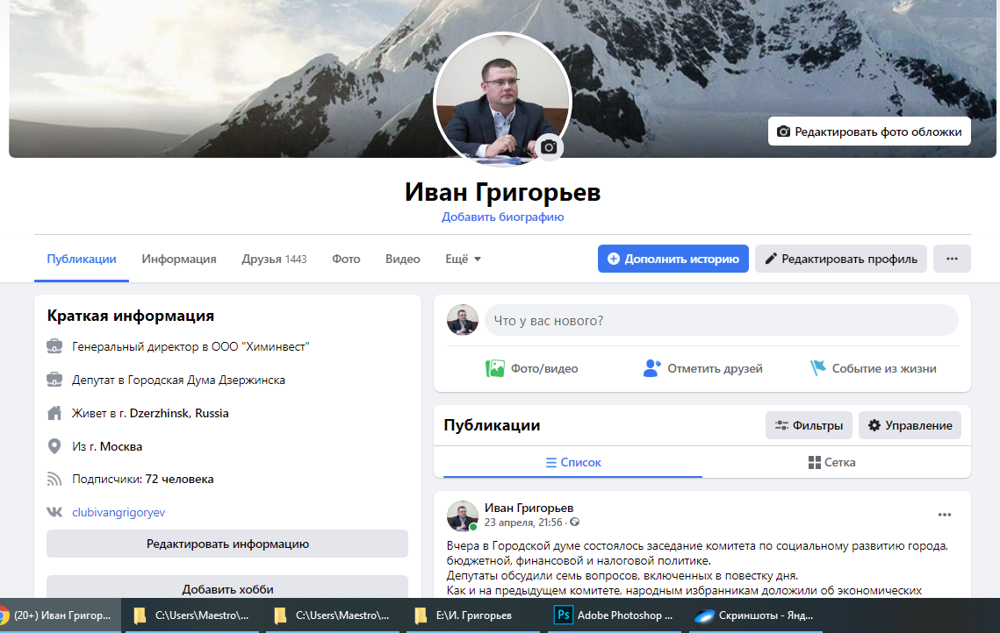 Редактировать фото обложки
Иван Григорьев
Добавить биографию
Публикации Информация Друзья 1443 Фото Видео Ещё
Дополнить историю Редактировать профиль ...
Краткая информация
Генеральный директор в ООО "Химинвест"
Депутат в Городская Дума Дзержинска
Живет в г. Dzerzhinsk, Russia
Из г. Москва
Подписчики: 72 человека
clubivangrigoryev
Редактировать информацию
Добавить хобби
Что у вас нового?
Фото/видео Отметить друзей Событие из жизни
Публикации Фильтры Управление
Список Сетка
Иван Григорьев
23 апреля, 21:56 ·
Вчера в Городской думе состоялось заседание комитета по социальному развитию города,
бюджетной, финансовой и налоговой политике.
Депутаты обсудили семь вопросов, включенных в повестку дня.
Как и на предыдущем комитете, народным избранникам доложили об экономических
(20+) Иван Григор... C:\Users\Maestro\... C:\Users\Maestro\... E:\И. Григорьев Ps Adobe Photoshop ... Скриншоты - Янд...